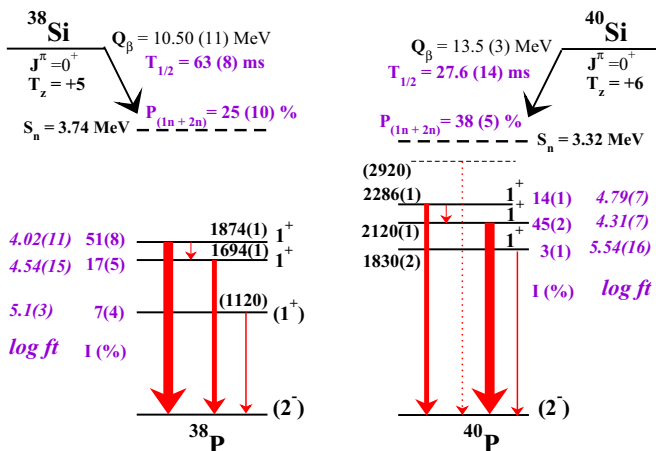 38Si
Qβ = 10.50 (11) MeV
T1/2 = 63 (8) ms
Jπ =0+
Tz = +5
P(1n + 2n) = 25 (10) %
Sn = 3.74 MeV
4.02(11) 51(8) 1874(1) 1+
4.54(15) 17(5) 1694(1) 1+
5.1(3) 7(4) (1120) (1+)
log ft I (%)
(2-)
38P
40Si
Qβ = 13.5 (3) MeV
T1/2 = 27.6 (14) ms
Jπ =0+
Tz = +6
P(1n + 2n) = 38 (5) %
Sn = 3.32 MeV
(2920)
2286(1) 1+ 14(1) 4.79(7)
2120(1) 1+ 45(2) 4.31(7)
1830(2) 1+ 3(1) 5.54(16)
I (%) log ft
(2-)
40P